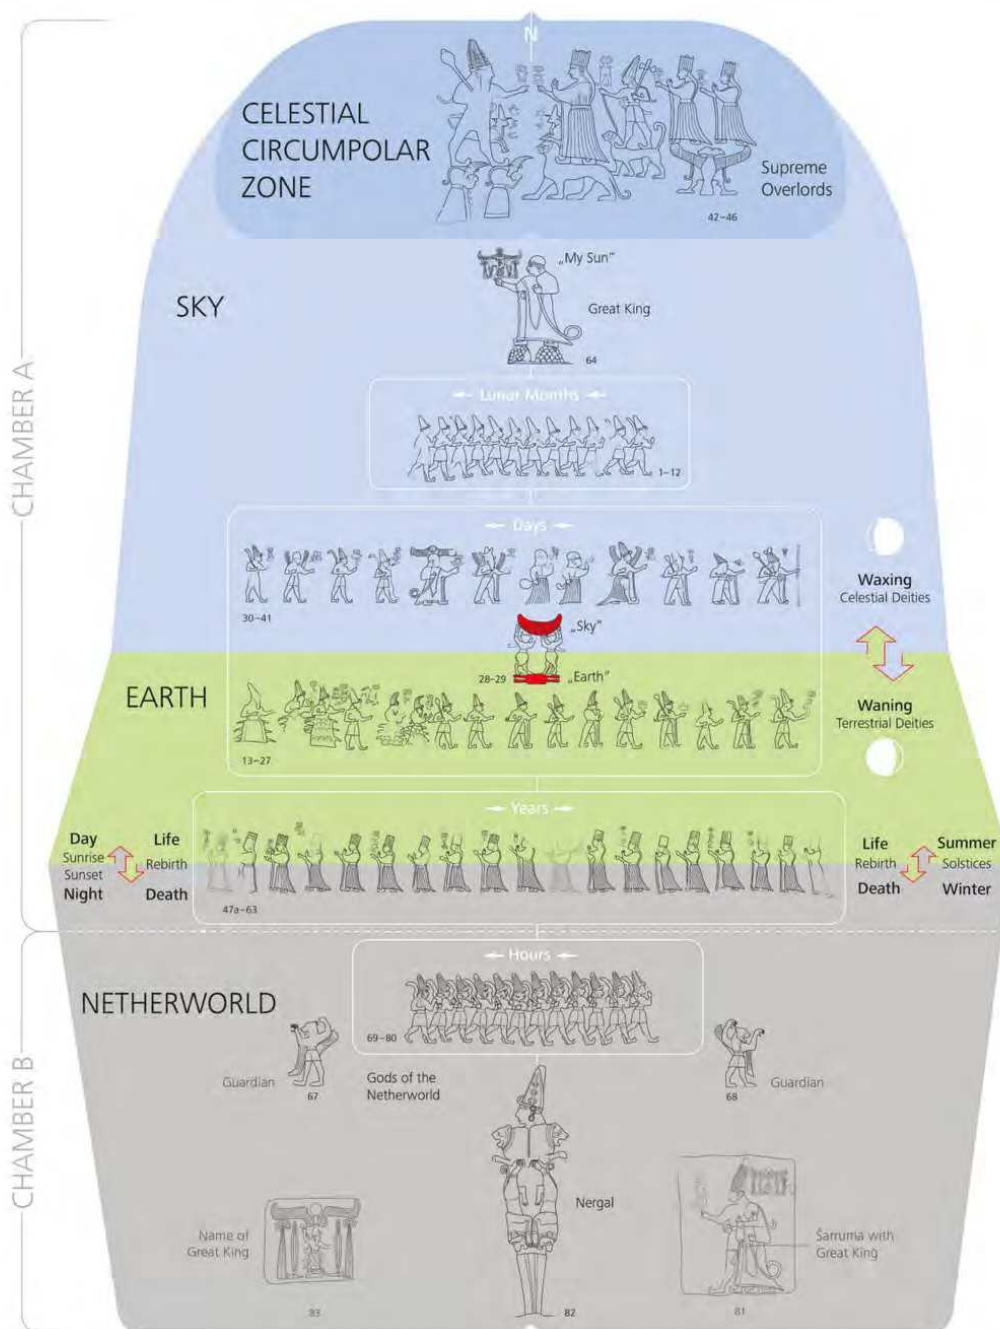 N
CELESTIAL
CIRCUMPOLAR
ZONE
Supreme
Overlords
42–46
„My Sun”
SKY
Great King
64
Lunar Months
1–12
CHAMBER A
Days
Waxing
Celestial Deities
30–41
„Sky”
28–29
„Earth”
EARTH
Waning
Terrestrial Deities
13–27
Years
Day
Sunrise
Sunset
Night
Life
Rebirth
Death
Life
Rebirth
Death
Summer
Solstices
Winter
47a–63
Hours
NETHERWORLD
69–80
Guardian
67
Gods of the
Netherworld
68
Guardian
CHAMBER B
Nergal
Name of
Great King
Šarruma with
Great King
83
82
81